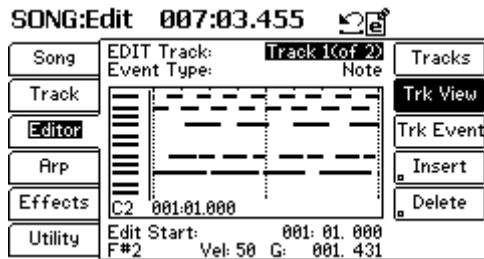 SONG:Edit 007:03.455 e
Song EDIT Track: Track 1(of 2) Tracks
Event Type: Note
Track Trk View
Editor Trk Event
Arp Insert
Effects C2 001:01.000 Delete
Utility Edit Start: 001: 01. 000
F#2 Vel: 50 G: 001. 431